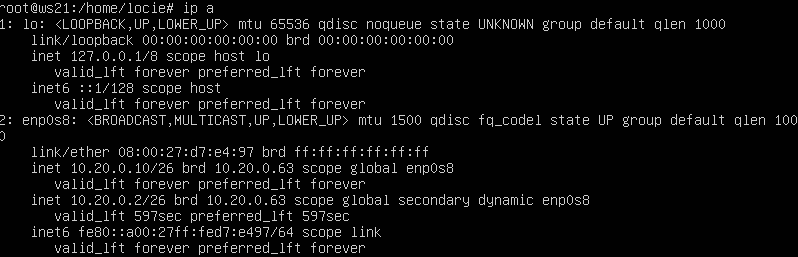 root@ws21:/home/locie# ip a
1: lo: <LOOPBACK,UP,LOWER_UP> mtu 65536 qdisc noqueue state UNKNOWN group default qlen 1000
    link/loopback 00:00:00:00:00:00 brd 00:00:00:00:00:00
    inet 127.0.0.1/8 scope host lo
       valid_lft forever preferred_lft forever
    inet6 ::1/128 scope host
       valid_lft forever preferred_lft forever
2: enp0s8: <BROADCAST,MULTICAST,UP,LOWER_UP> mtu 1500 qdisc fq_codel state UP group default qlen 100
0
    link/ether 08:00:27:d7:e4:97 brd ff:ff:ff:ff:ff:ff
    inet 10.20.0.10/26 brd 10.20.0.63 scope global enp0s8
       valid_lft forever preferred_lft forever
    inet 10.20.0.2/26 brd 10.20.0.63 scope global secondary dynamic enp0s8
       valid_lft 597sec preferred_lft 597sec
    inet6 fe80::a00:27ff:fed7:e497/64 scope link
       valid_lft forever preferred_lft forever